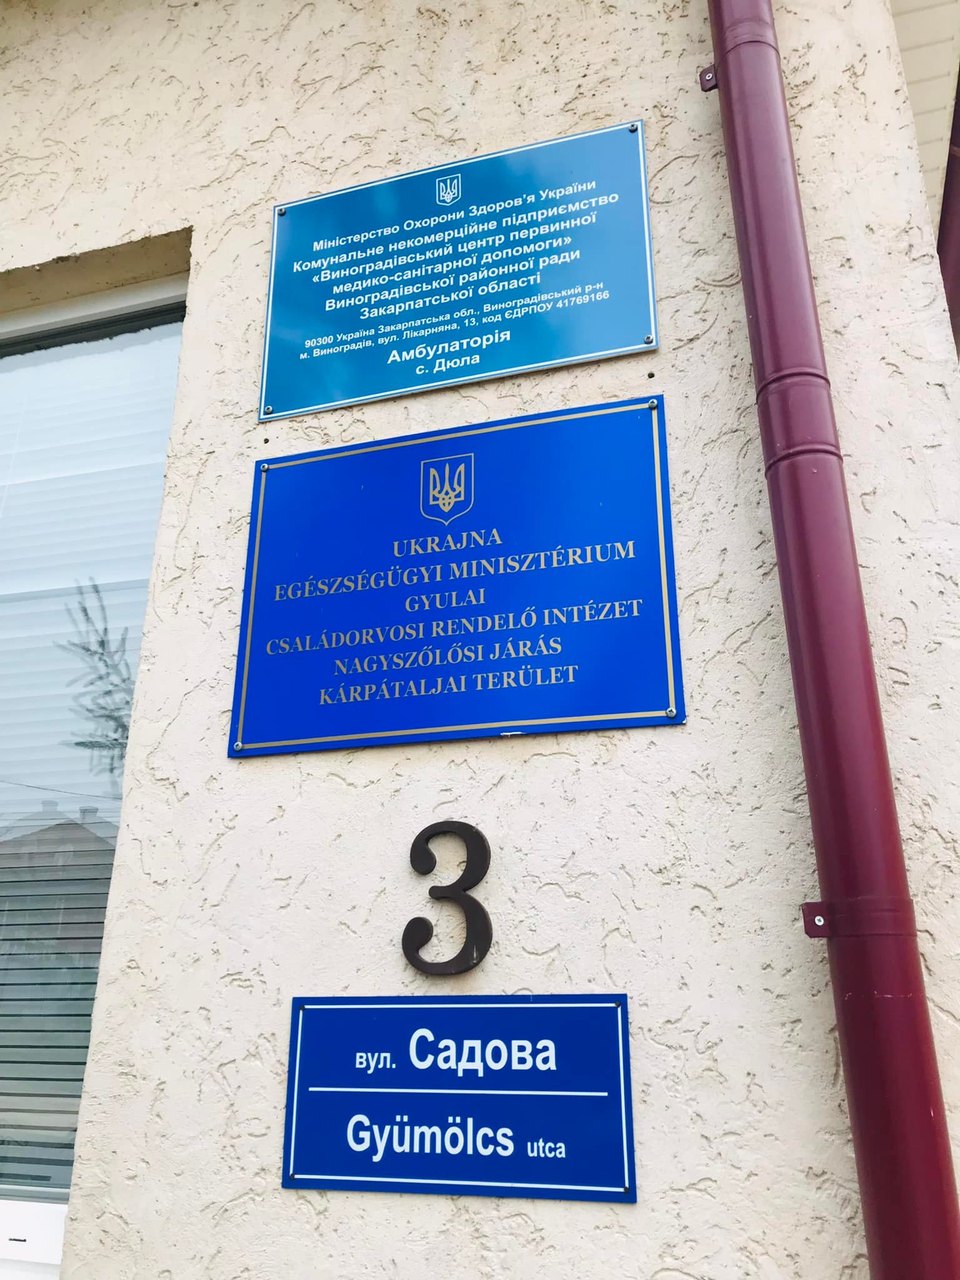 Міністерство Охорони Здоров'я України
Комунальне некомерційне підприємство
«Виноградівський центр первинної
медико-санітарної допомоги»
Виноградівської районної ради
Закарпатської області
90300 Україна Закарпатська обл., Виноградівський р-н
м. Виноградів, вул. Лікарняна, 13, код ЄДРПОУ 41769166
Амбулаторія
с. Дюла
UKRAJNA
EGÉSZSÉGÜGYI MINISZTÉRIUM
GYULAI
CSALÁDORVOSI RENDELŐ INTÉZET
NAGYSZŐLŐSI JÁRÁS
KÁRPÁTALJAI TERÜLET
3
вул. Садова
Gyümölcs utca